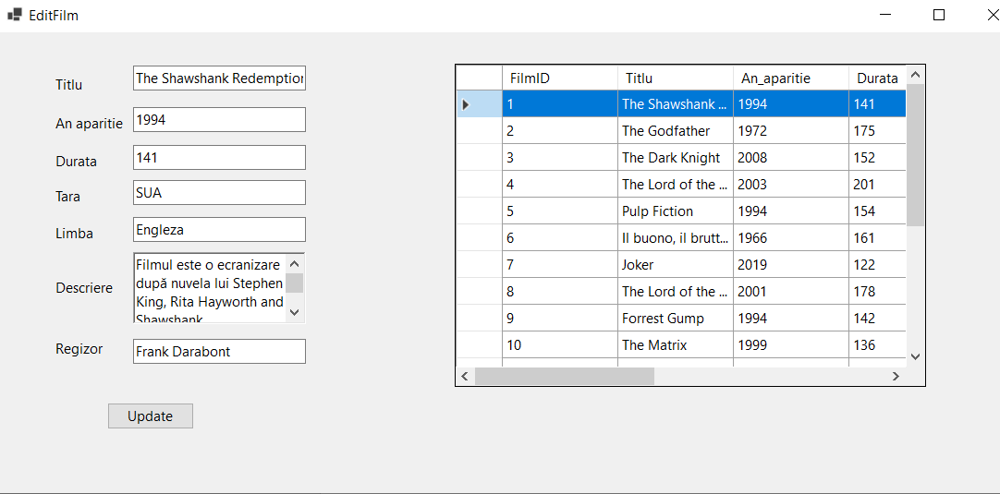 EditFilm
Titlu The Shawshank Redemption
An aparitie 1994
Durata 141
Tara SUA
Limba Engleza
Descriere
Filmul este o ecranizare
după nuvela lui Stephen
King, Rita Hayworth and
Shawshank
Regizor Frank Darabont
Update
FilmID Titlu An_aparitie Durata
1 The Shawshank ... 1994 141
2 The Godfather 1972 175
3 The Dark Knight 2008 152
4 The Lord of the ... 2003 201
5 Pulp Fiction 1994 154
6 Il buono, il brutt... 1966 161
7 Joker 2019 122
8 The Lord of the ... 2001 178
9 Forrest Gump 1994 142
10 The Matrix 1999 136